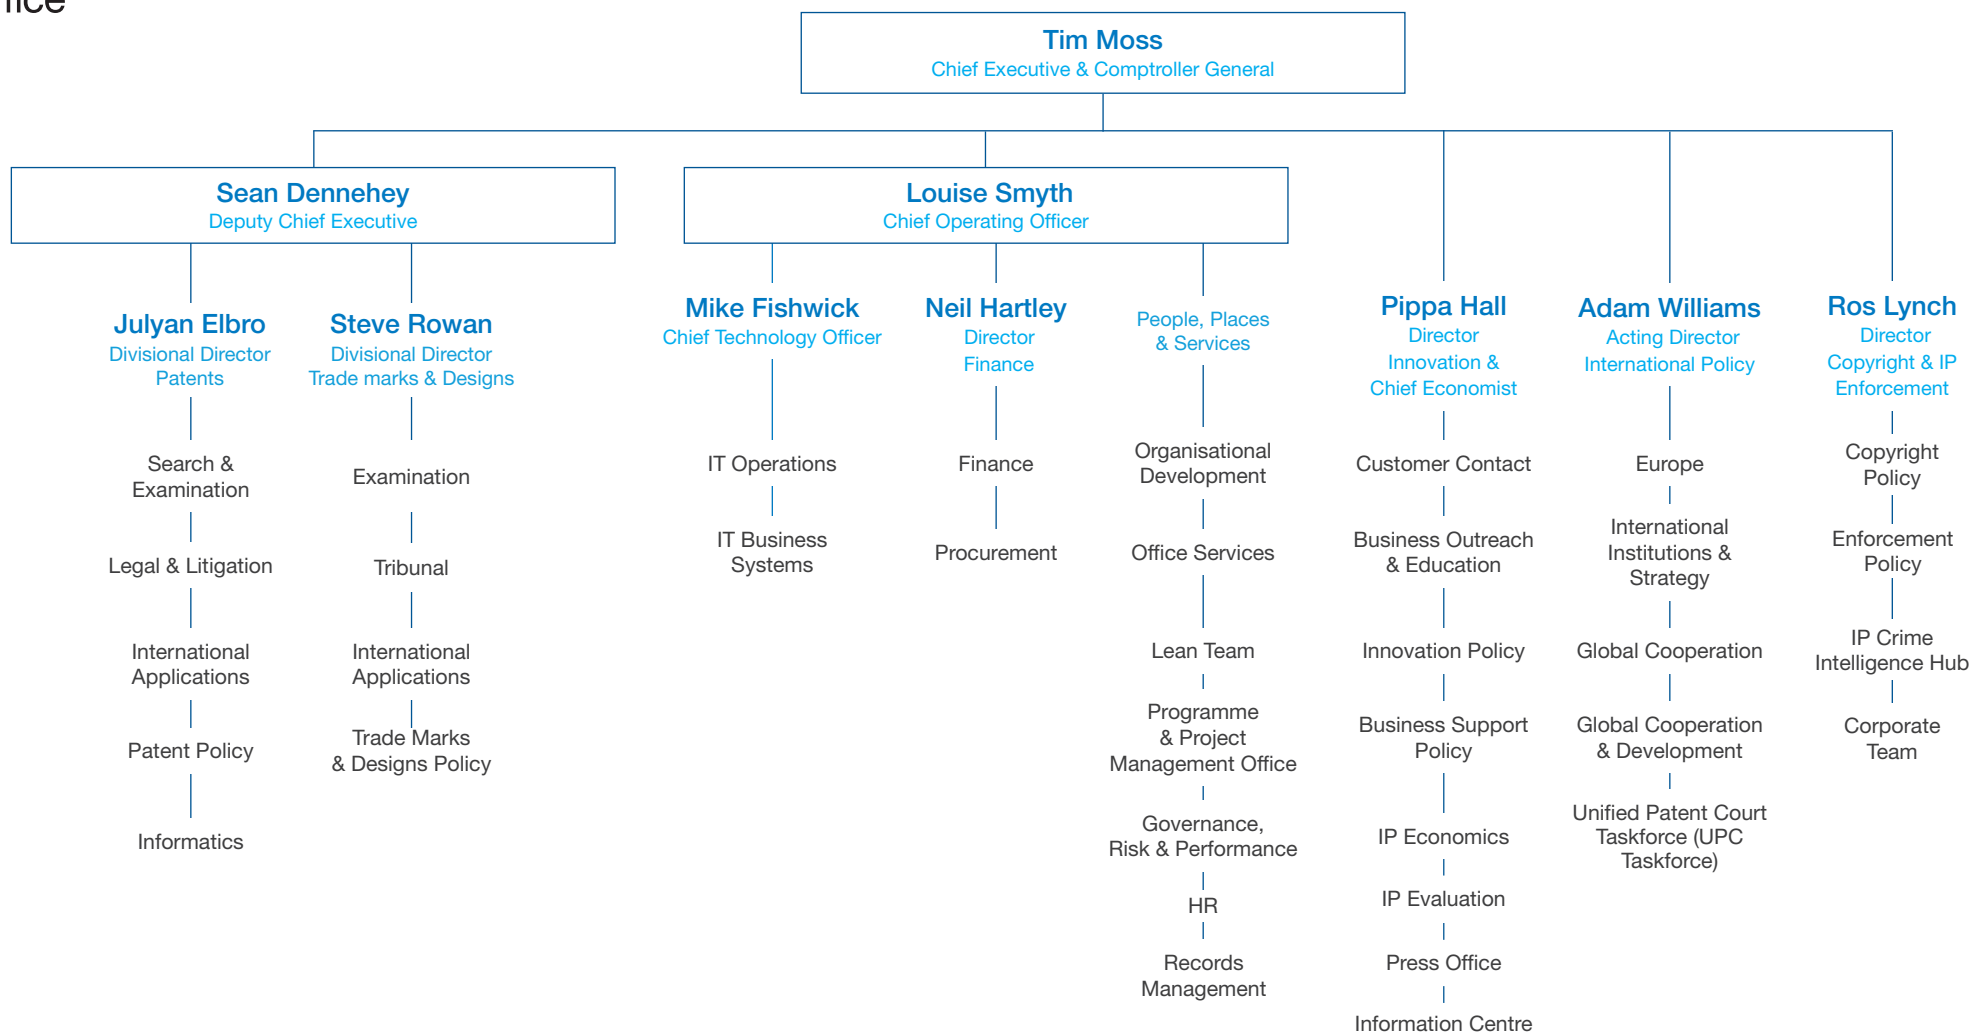 Tim Moss
Chief Executive & Comptroller General
Sean Dennehey
Deputy Chief Executive
Louise Smyth
Chief Operating Officer
Julyan Elbro
Divisional Director
Patents
Search &
Examination
Legal & Litigation
International
Applications
Patent Policy
Informatics
Steve Rowan
Divisional Director
Trade marks & Designs
Examination
Tribunal
International
Applications
Trade Marks
& Designs Policy
Mike Fishwick
Chief Technology Officer
IT Operations
IT Business
Systems
Neil Hartley
Director
Finance
Finance
Procurement
People, Places
& Services
Organisational
Development
Office Services
Lean Team
Programme
& Project
Management Office
Governance,
Risk & Performance
HR
Records
Management
Pippa Hall
Director
Innovation &
Chief Economist
Customer Contact
Business Outreach
& Education
Innovation Policy
Business Support
Policy
IP Economics
IP Evaluation
Press Office
Information Centre
Adam Williams
Acting Director
International Policy
Europe
International
Institutions &
Strategy
Global Cooperation
Global Cooperation
& Development
Unified Patent Court
Taskforce (UPC
Taskforce)
Ros Lynch
Director
Copyright & IP
Enforcement
Copyright
Policy
Enforcement
Policy
IP Crime
Intelligence Hub
Corporate
Team